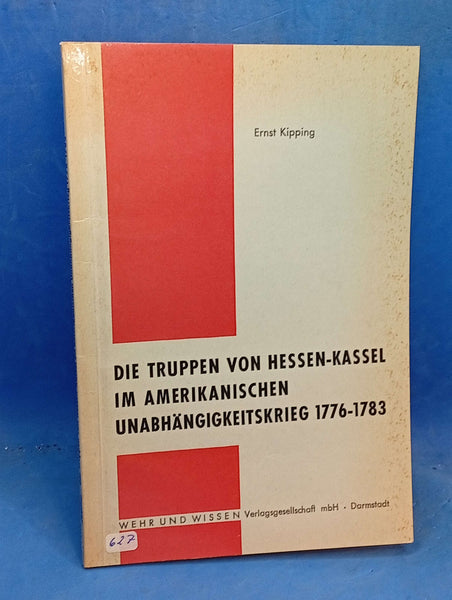 Ernst Kipping
DIE TRUPPEN VON HESSEN-KASSEL
IM AMERIKANISCHEN
UNABHÄNGIGKEITSKRIEG 1776-1783
WEHR UND WISSEN Verlagsgesellschaft mbH · Darmstadt
627